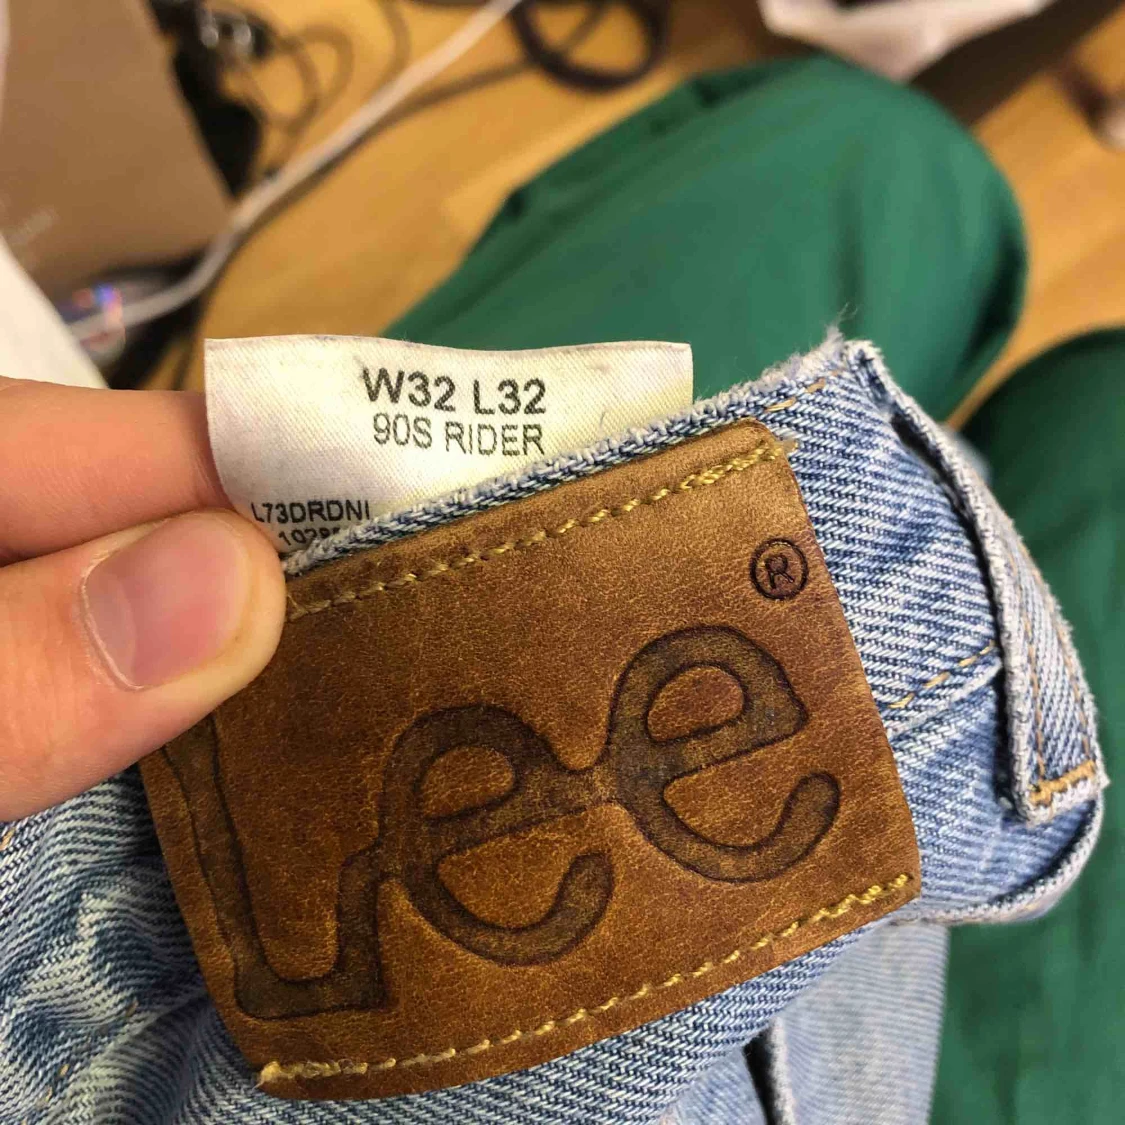 W32 L32
90S RIDER
L73DRDNI
Lee
®